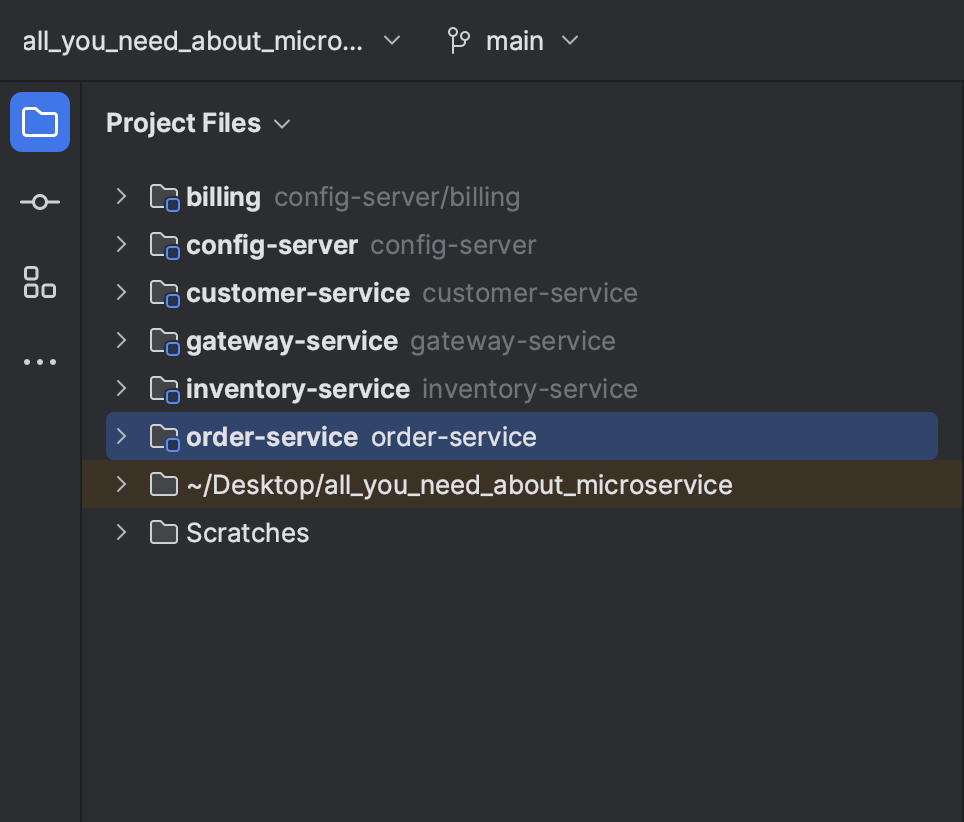 all_you_need_about_micro... main
Project Files
billing config-server/billing
config-server config-server
customer-service customer-service
gateway-service gateway-service
inventory-service inventory-service
order-service order-service
~/Desktop/all_you_need_about_microservice
Scratches